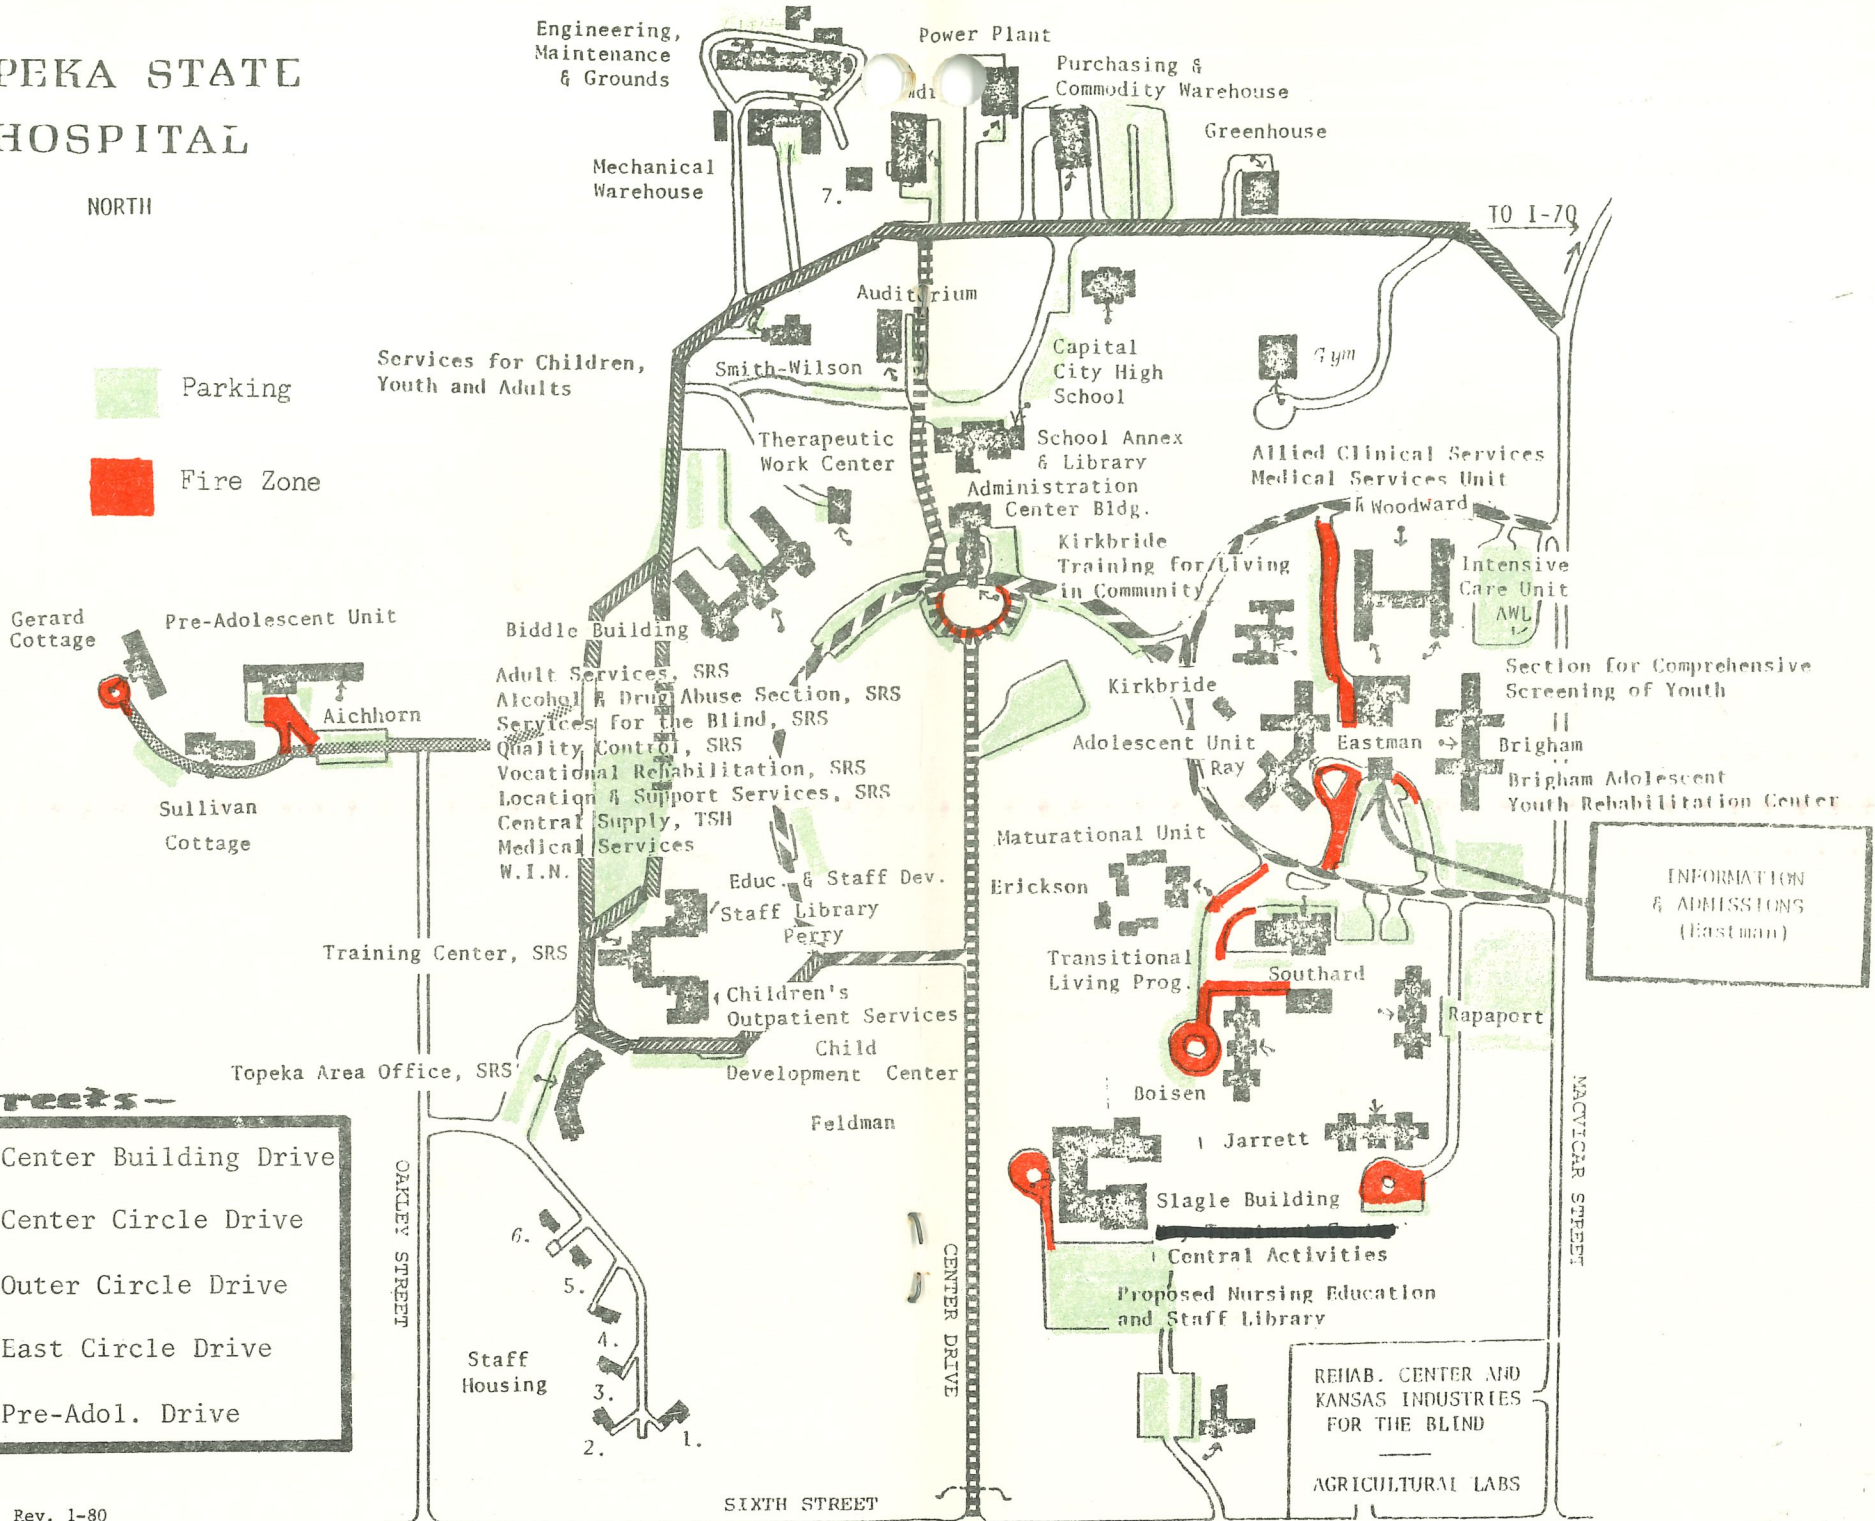 PEKA STATE
HOSPITAL
NORTH
Parking
Fire Zone
Engineering,
Maintenance
& Grounds
Power Plant
Purchasing &
Commodity Warehouse
Greenhouse
Mechanical
Warehouse
7.
TO I-70
Auditorium
Services for Children,
Youth and Adults
Smith-Wilson
Capital
City High
School
Gym
Therapeutic
Work Center
School Annex
& Library
Administration
Center Bldg.
Allied Clinical Services
Medical Services Unit
Woodward
Kirkbride
Training for Living
in Community
Intensive
Care Unit
AWL
Gerard
Cottage
Pre-Adolescent Unit
Aichhorn
Sullivan
Cottage
Biddle Building
Adult Services, SRS
Alcohol & Drug Abuse Section, SRS
Services for the Blind, SRS
Quality Control, SRS
Vocational Rehabilitation, SRS
Location & Support Services, SRS
Central Supply, TSH
Medical Services
W.I.N.
Kirkbride
Section for Comprehensive
Screening of Youth
Adolescent Unit
Ray
Eastman
Brigham
Brigham Adolescent
Youth Rehabilitation Center
Maturational Unit
Erickson
INFORMATION
& ADMISSIONS
(Eastman)
Educ. & Staff Dev.
Staff Library
Perry
Training Center, SRS
Transitional
Living Prog.
Southard
Children's
Outpatient Services
Rapaport
Child
Development Center
Topeka Area Office, SRS
Boisen
Feldman
Jarrett
reets-
Center Building Drive
Center Circle Drive
Outer Circle Drive
East Circle Drive
Pre-Adol. Drive
OAKLEY STREET
CENTER DRIVE
MACVICAR STREET
Slagle Building
Central Activities
Proposed Nursing Education
and Staff Library
6.
5.
4.
3.
2.
1.
Staff
Housing
REHAB. CENTER AND
KANSAS INDUSTRIES
FOR THE BLIND
AGRICULTURAL LABS
SIXTH STREET
Rev. 1-80